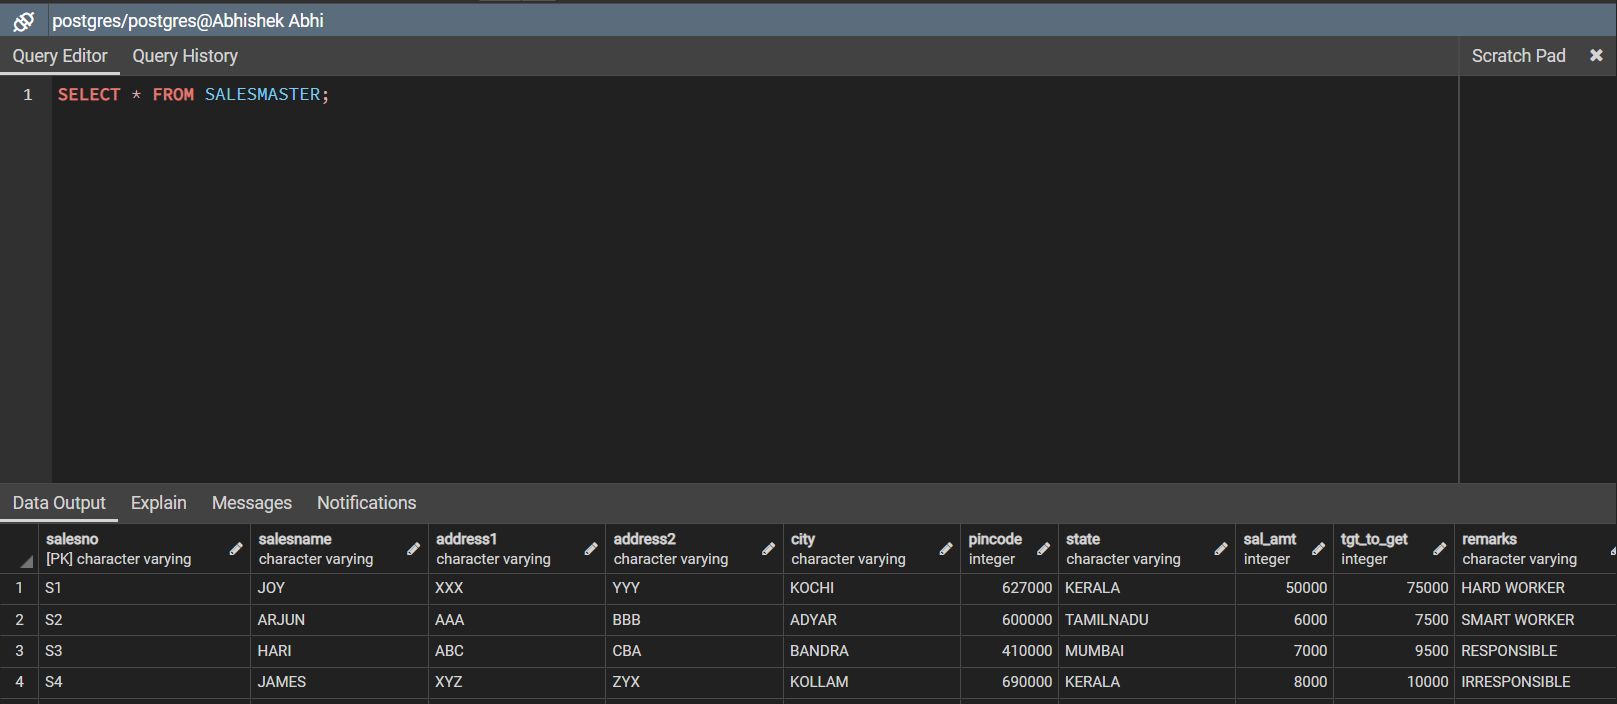 postgres/postgres@Abhishek Abhi
Query Editor Query History Scratch Pad
1 SELECT * FROM SALESMASTER;
Data Output Explain Messages Notifications
salesno salesname address1 address2 city pincode state sal_amt tgt_to_get remarks
[PK] character varying character varying character varying character varying character varying integer character varying integer integer character varying
1 S1 JOY XXX YYY KOCHI 627000 KERALA 50000 75000 HARD WORKER
2 S2 ARJUN AAA BBB ADYAR 600000 TAMILNADU 6000 7500 SMART WORKER
3 S3 HARI ABC CBA BANDRA 410000 MUMBAI 7000 9500 RESPONSIBLE
4 S4 JAMES XYZ ZYX KOLLAM 690000 KERALA 8000 10000 IRRESPONSIBLE